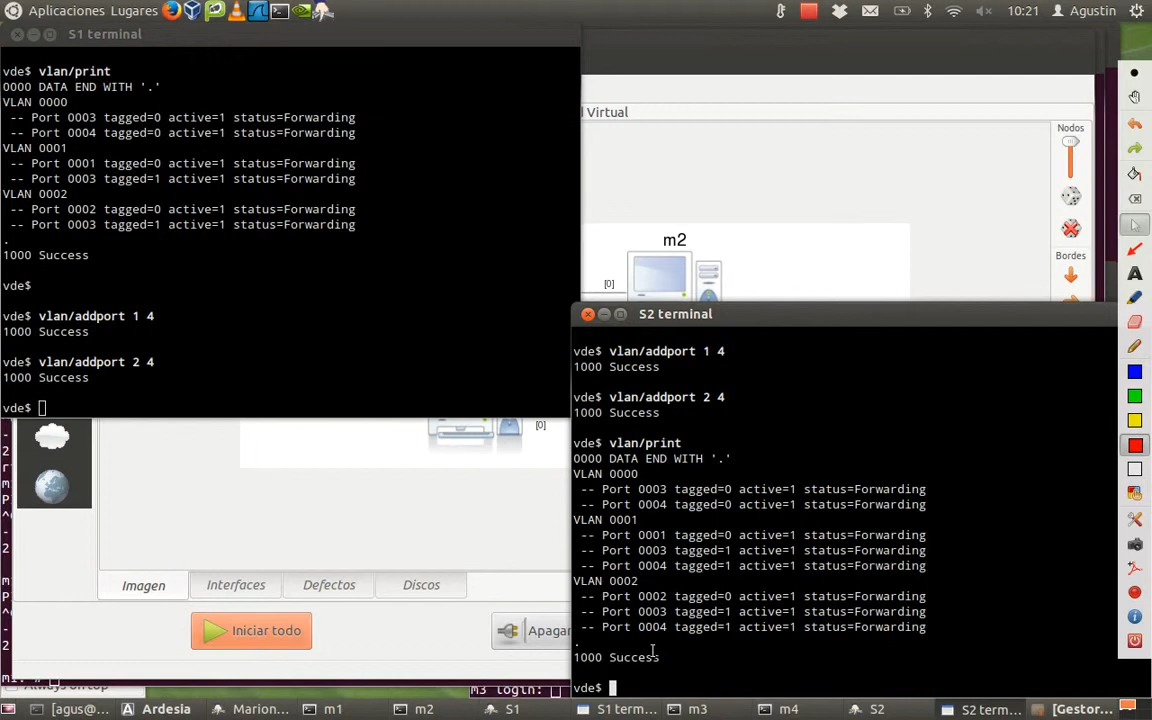 Aplicaciones Lugares
10:21
Agustin
S1 terminal
vde$ vlan/print
0000 DATA END WITH '.'
VLAN 0000
-- Port 0003 tagged=0 active=1 status=Forwarding
-- Port 0004 tagged=0 active=1 status=Forwarding
VLAN 0001
-- Port 0001 tagged=0 active=1 status=Forwarding
-- Port 0003 tagged=1 active=1 status=Forwarding
VLAN 0002
-- Port 0002 tagged=0 active=1 status=Forwarding
-- Port 0003 tagged=1 active=1 status=Forwarding
.
1000 Success
vde$
vde$ vlan/addport 1 4
1000 Success
vde$ vlan/addport 2 4
1000 Success
vde$
d Virtual
Nodos
m2
[0]
Bordes
S2 terminal
vde$ vlan/addport 1 4
1000 Success
vde$ vlan/addport 2 4
1000 Success
vde$ vlan/print
0000 DATA END WITH '.'
VLAN 0000
-- Port 0003 tagged=0 active=1 status=Forwarding
-- Port 0004 tagged=0 active=1 status=Forwarding
VLAN 0001
-- Port 0001 tagged=0 active=1 status=Forwarding
-- Port 0003 tagged=1 active=1 status=Forwarding
-- Port 0004 tagged=1 active=1 status=Forwarding
VLAN 0002
-- Port 0002 tagged=0 active=1 status=Forwarding
-- Port 0003 tagged=1 active=1 status=Forwarding
-- Port 0004 tagged=1 active=1 status=Forwarding
.
1000 Success
vde$
[0]
Imagen Interfaces Defectos Discos
Iniciar todo
Apagar
m3 login:
[agus@... Ardesia Marion... m1 m2 S1 S1 term... m3 m4 S2 S2 term... [Gestor...